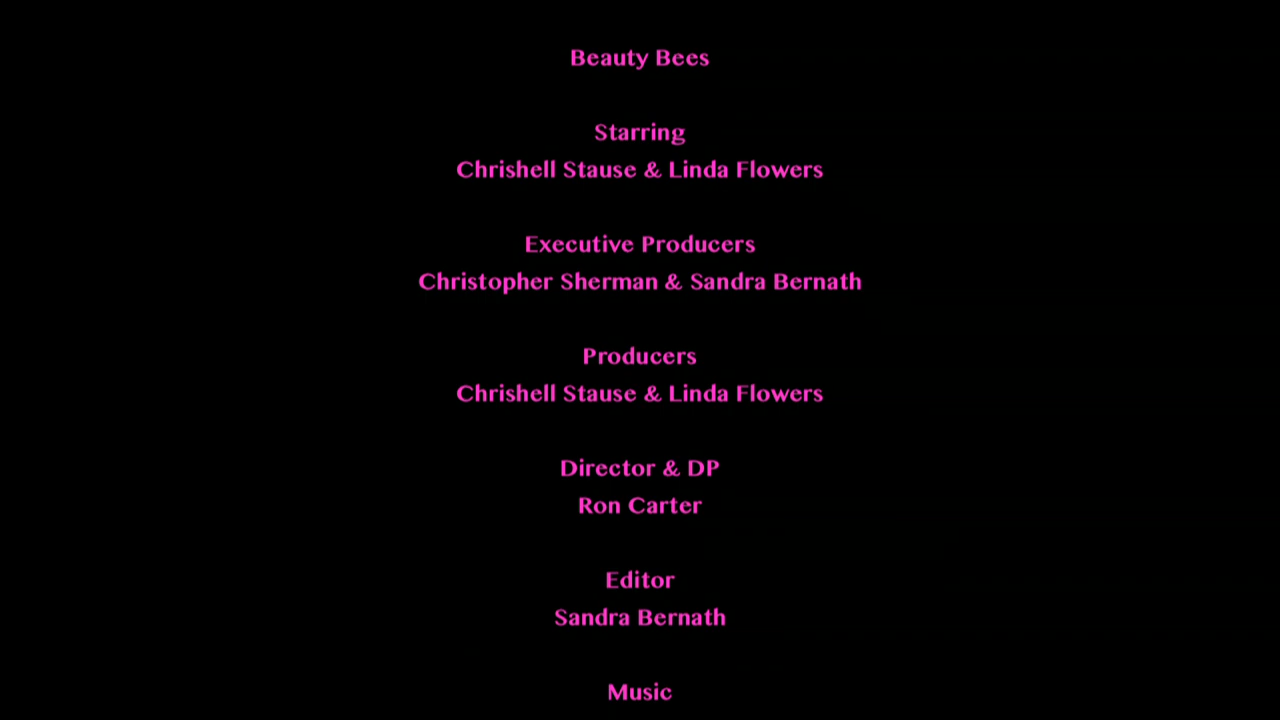 Beauty Bees
Starring
Chrishell Stause & Linda Flowers
Executive Producers
Christopher Sherman & Sandra Bernath
Producers
Chrishell Stause & Linda Flowers
Director & DP
Ron Carter
Editor
Sandra Bernath
Music